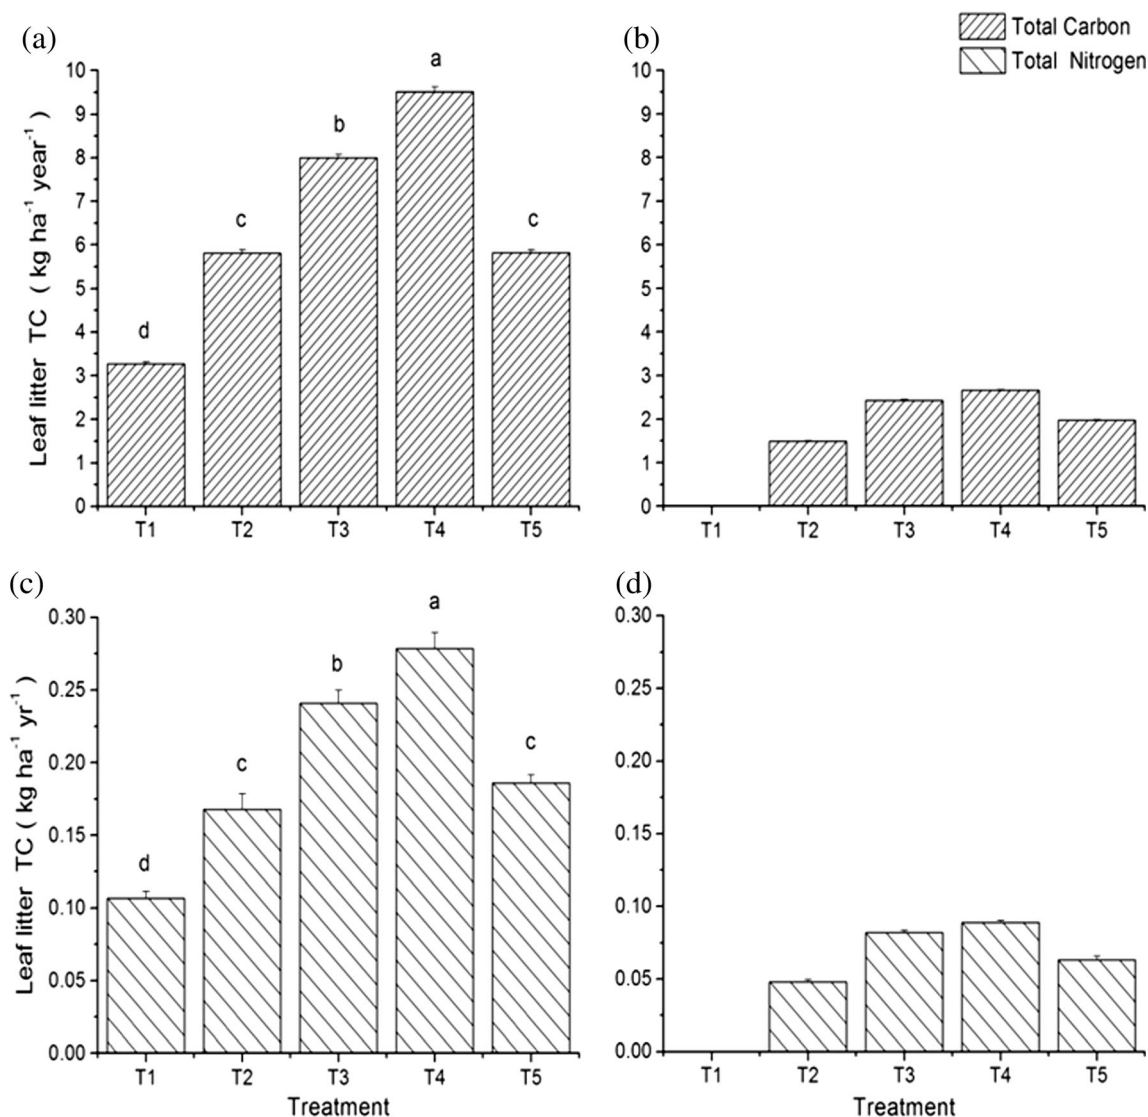 (a)
(b)
Total Carbon
Total Nitrogen
Leaf litter TC ( kg ha⁻¹ year⁻¹ )
10
9
8
7
6
5
4
3
2
1
0
d
c
b
a
c
T1 T2 T3 T4 T5
10
9
8
7
6
5
4
3
2
1
0
T1 T2 T3 T4 T5
(c)
(d)
Leaf litter TC ( kg ha⁻¹ yr⁻¹ )
0.30
0.25
0.20
0.15
0.10
0.05
0.00
d
c
b
a
c
T1 T2 T3 T4 T5
Treatment
0.30
0.25
0.20
0.15
0.10
0.05
0.00
T1 T2 T3 T4 T5
Treatment